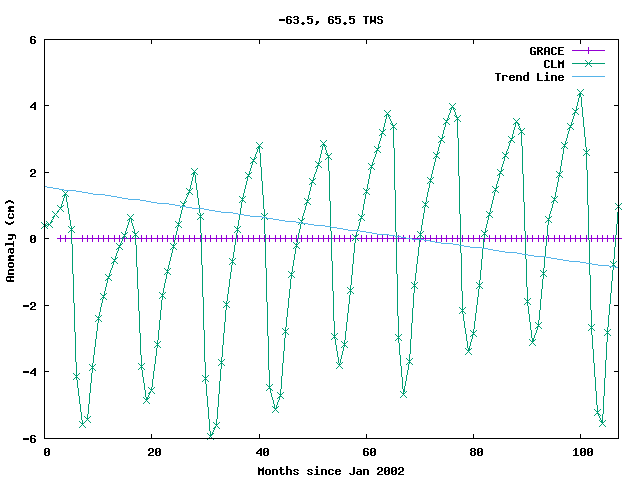 -63.5, 65.5 TWS
GRACE
CLM
Trend Line
6
4
2
0
-2
-4
-6
Anomaly (cm)
0 20 40 60 80 100
Months since Jan 2002